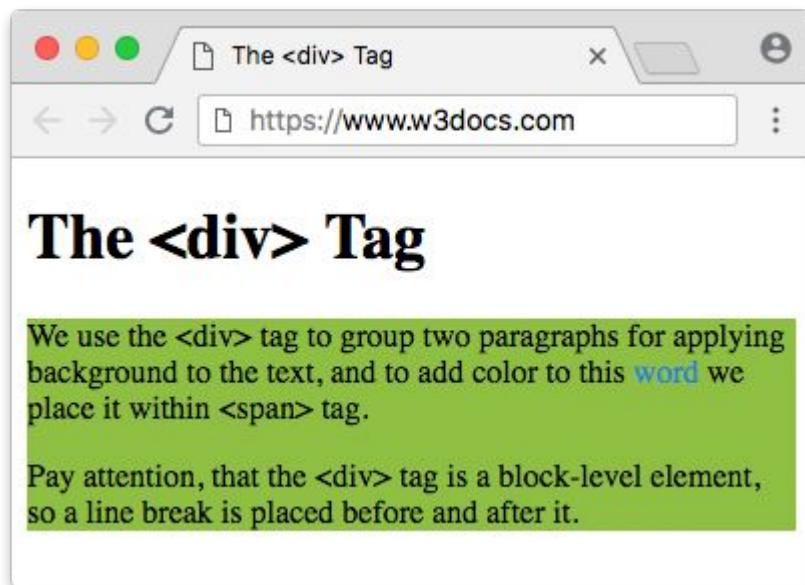 The <div> Tag
https://www.w3docs.com
The <div> Tag
We use the <div> tag to group two paragraphs for applying
background to the text, and to add color to this word we
place it within <span> tag.
Pay attention, that the <div> tag is a block-level element,
so a line break is placed before and after it.